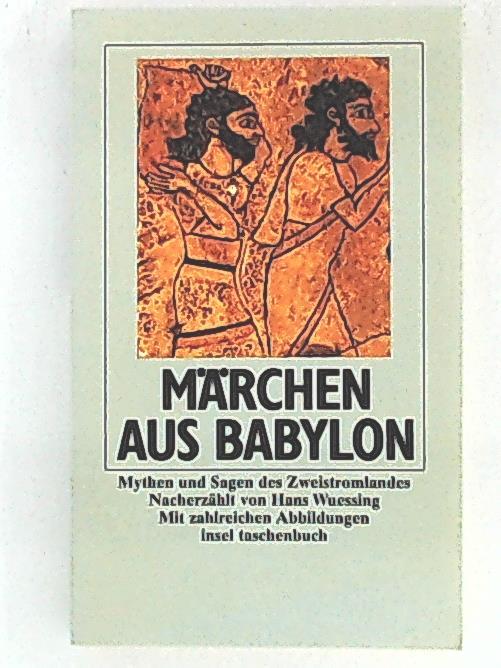 MÄRCHEN
AUS BABYLON
Mythen und Sagen des Zweistromlandes
Nacherzählt von Hans Wuessing
Mit zahlreichen Abbildungen
insel taschenbuch